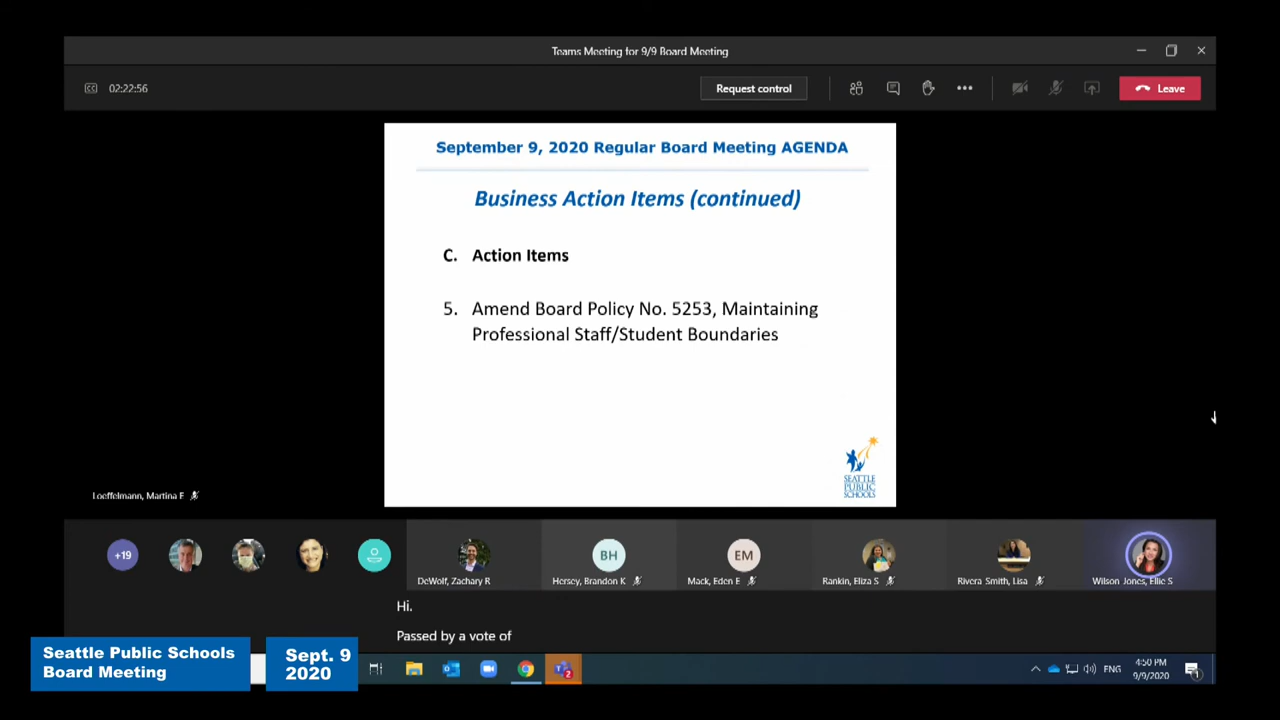 Teams Meeting for 9/9 Board Meeting
CC
02:22:56
Request control
Leave
September 9, 2020 Regular Board Meeting AGENDA
Business Action Items (continued)
C. Action Items
5. Amend Board Policy No. 5253, Maintaining
Professional Staff/Student Boundaries
SEATTLE
PUBLIC
SCHOOLS
Loeffelmann, Martina F
+19
BH
EM
DeWolf, Zachary R
Hersey, Brandon K
Mack, Eden E
Rankin, Eliza S
Rivera Smith, Lisa
Wilson Jones, Ellie S
Hi.
Passed by a vote of
Seattle Public Schools
Board Meeting
Sept. 9
2020
2
ENG
4:50 PM
9/9/2020
1